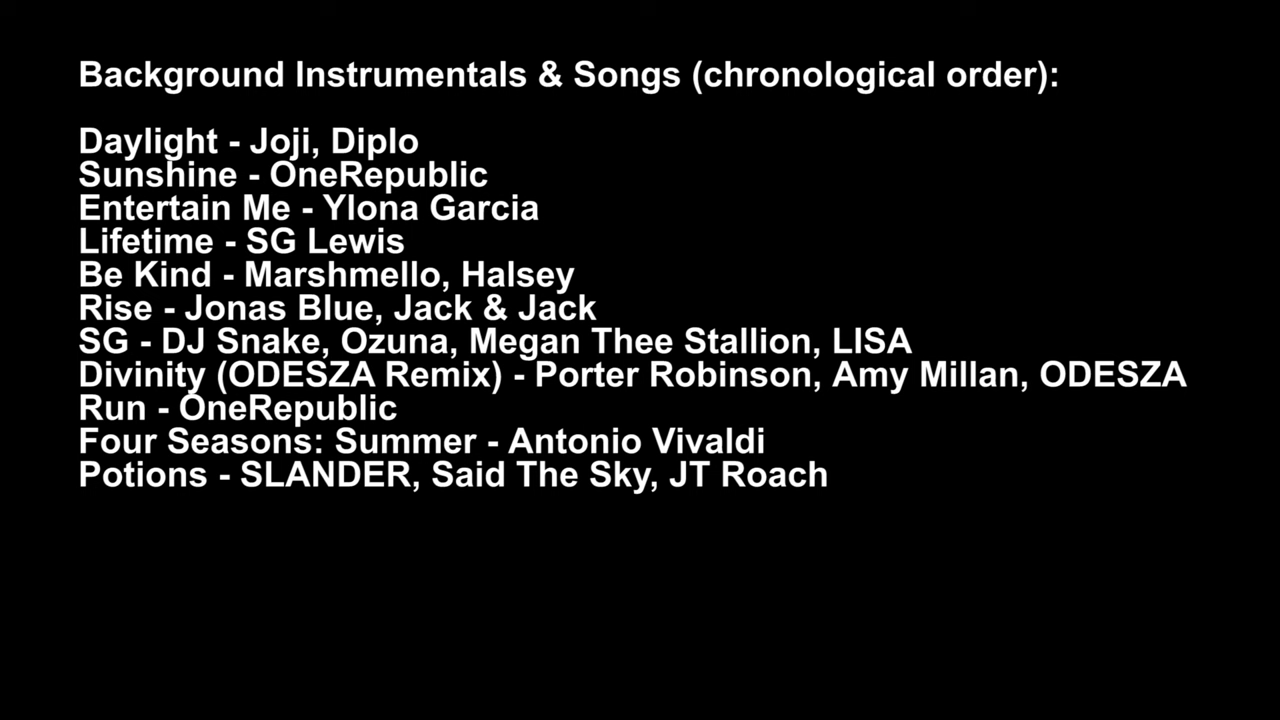 Background Instrumentals & Songs (chronological order):
Daylight - Joji, Diplo
Sunshine - OneRepublic
Entertain Me - Ylona Garcia
Lifetime - SG Lewis
Be Kind - Marshmello, Halsey
Rise - Jonas Blue, Jack & Jack
SG - DJ Snake, Ozuna, Megan Thee Stallion, LISA
Divinity (ODESZA Remix) - Porter Robinson, Amy Millan, ODESZA
Run - OneRepublic
Four Seasons: Summer - Antonio Vivaldi
Potions - SLANDER, Said The Sky, JT Roach